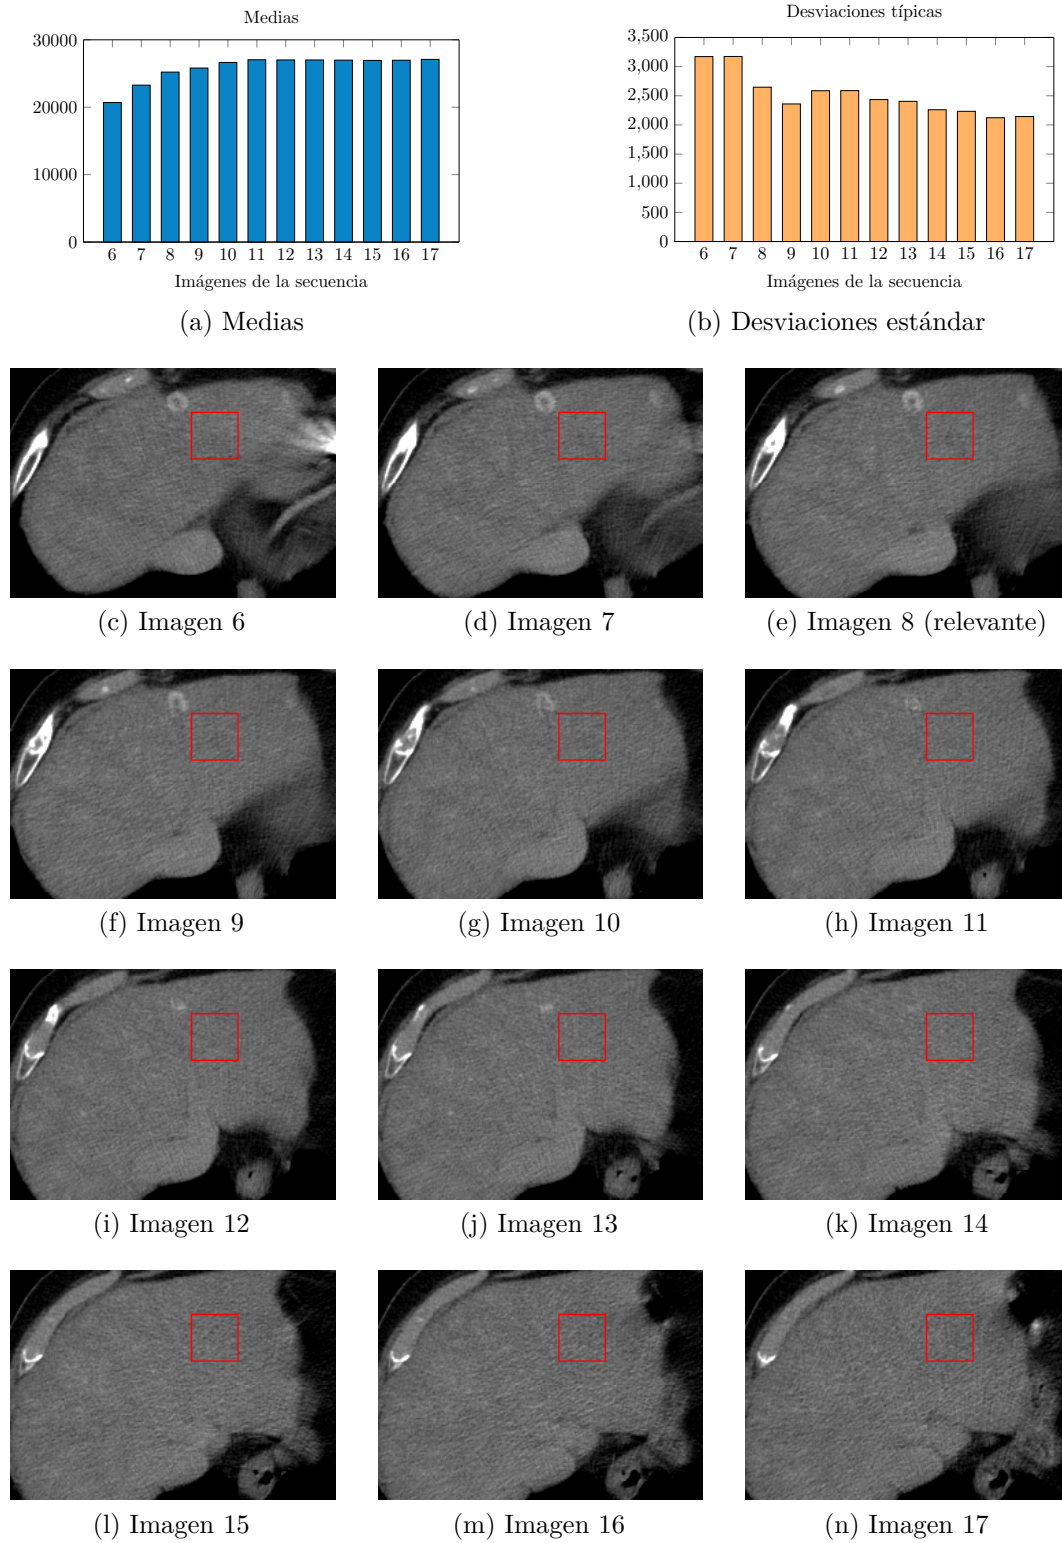 Medias
30000
20000
10000
0
6 7 8 9 10 11 12 13 14 15 16 17
Imágenes de la secuencia
(a) Medias
Desviaciones típicas
3,500
3,000
2,500
2,000
1,500
1,000
500
0
6 7 8 9 10 11 12 13 14 15 16 17
Imágenes de la secuencia
(b) Desviaciones estándar
(c) Imagen 6
(d) Imagen 7
(e) Imagen 8 (relevante)
(f) Imagen 9
(g) Imagen 10
(h) Imagen 11
(i) Imagen 12
(j) Imagen 13
(k) Imagen 14
(l) Imagen 15
(m) Imagen 16
(n) Imagen 17